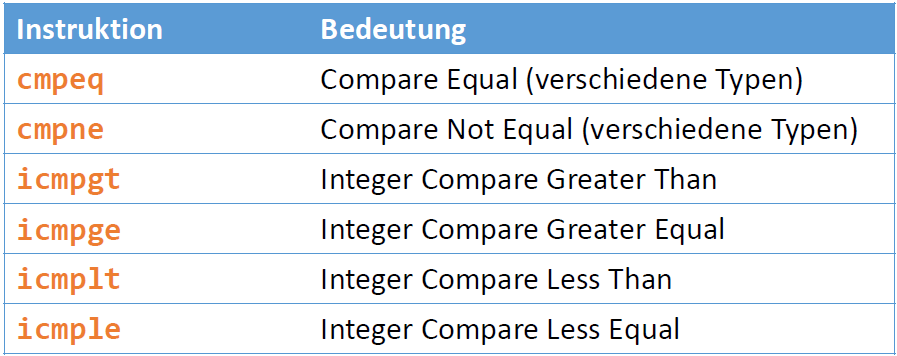 Instruktion Bedeutung
cmpeq Compare Equal (verschiedene Typen)
cmpne Compare Not Equal (verschiedene Typen)
icmpgt Integer Compare Greater Than
icmpge Integer Compare Greater Equal
icmplt Integer Compare Less Than
icmple Integer Compare Less Equal